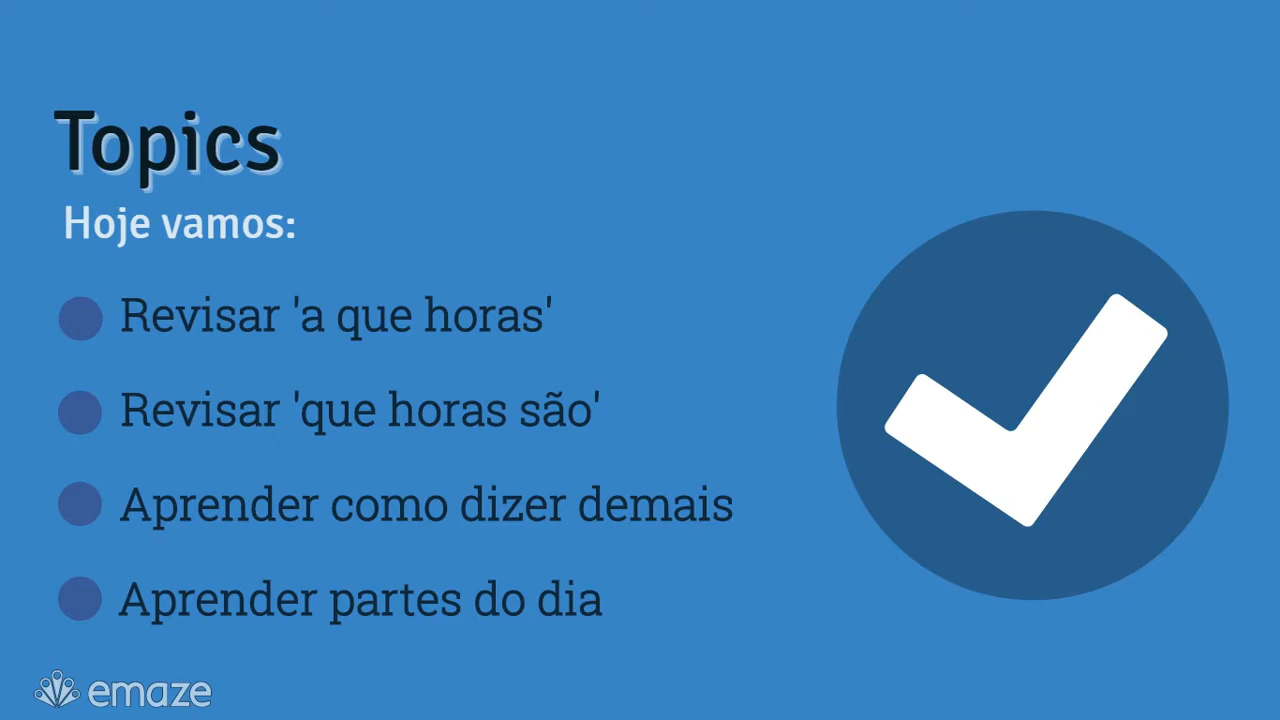 Topics
Hoje vamos:
Revisar 'a que horas'
Revisar 'que horas são'
Aprender como dizer demais
Aprender partes do dia
emaze